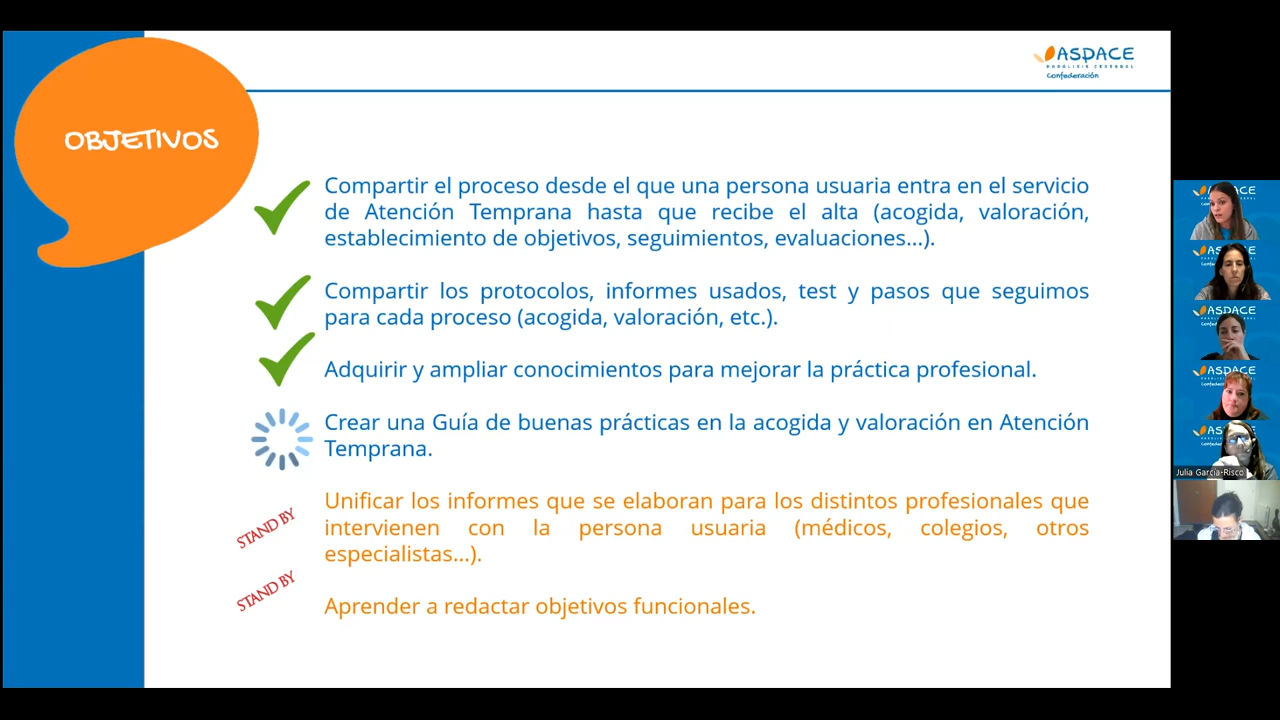 ASPACE
PARÁLISIS CEREBRAL
Confederación
OBJETIVOS
Compartir el proceso desde el que una persona usuaria entra en el servicio
de Atención Temprana hasta que recibe el alta (acogida, valoración,
establecimiento de objetivos, seguimientos, evaluaciones...).
Compartir los protocolos, informes usados, test y pasos que seguimos
para cada proceso (acogida, valoración, etc.).
Adquirir y ampliar conocimientos para mejorar la práctica profesional.
Crear una Guía de buenas prácticas en la acogida y valoración en Atención
Temprana.
STAND BY
Unificar los informes que se elaboran para los distintos profesionales que
intervienen con la persona usuaria (médicos, colegios, otros
especialistas...).
STAND BY
Aprender a redactar objetivos funcionales.
Julia García-Risco